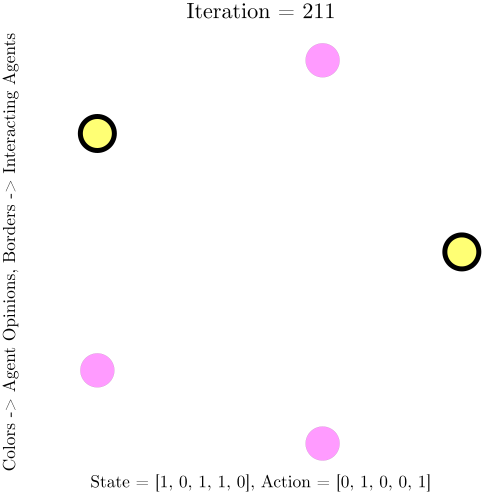 Iteration = 211
Colors -> Agent Opinions, Borders -> Interacting Agents
State = [1, 0, 1, 1, 0], Action = [0, 1, 0, 0, 1]